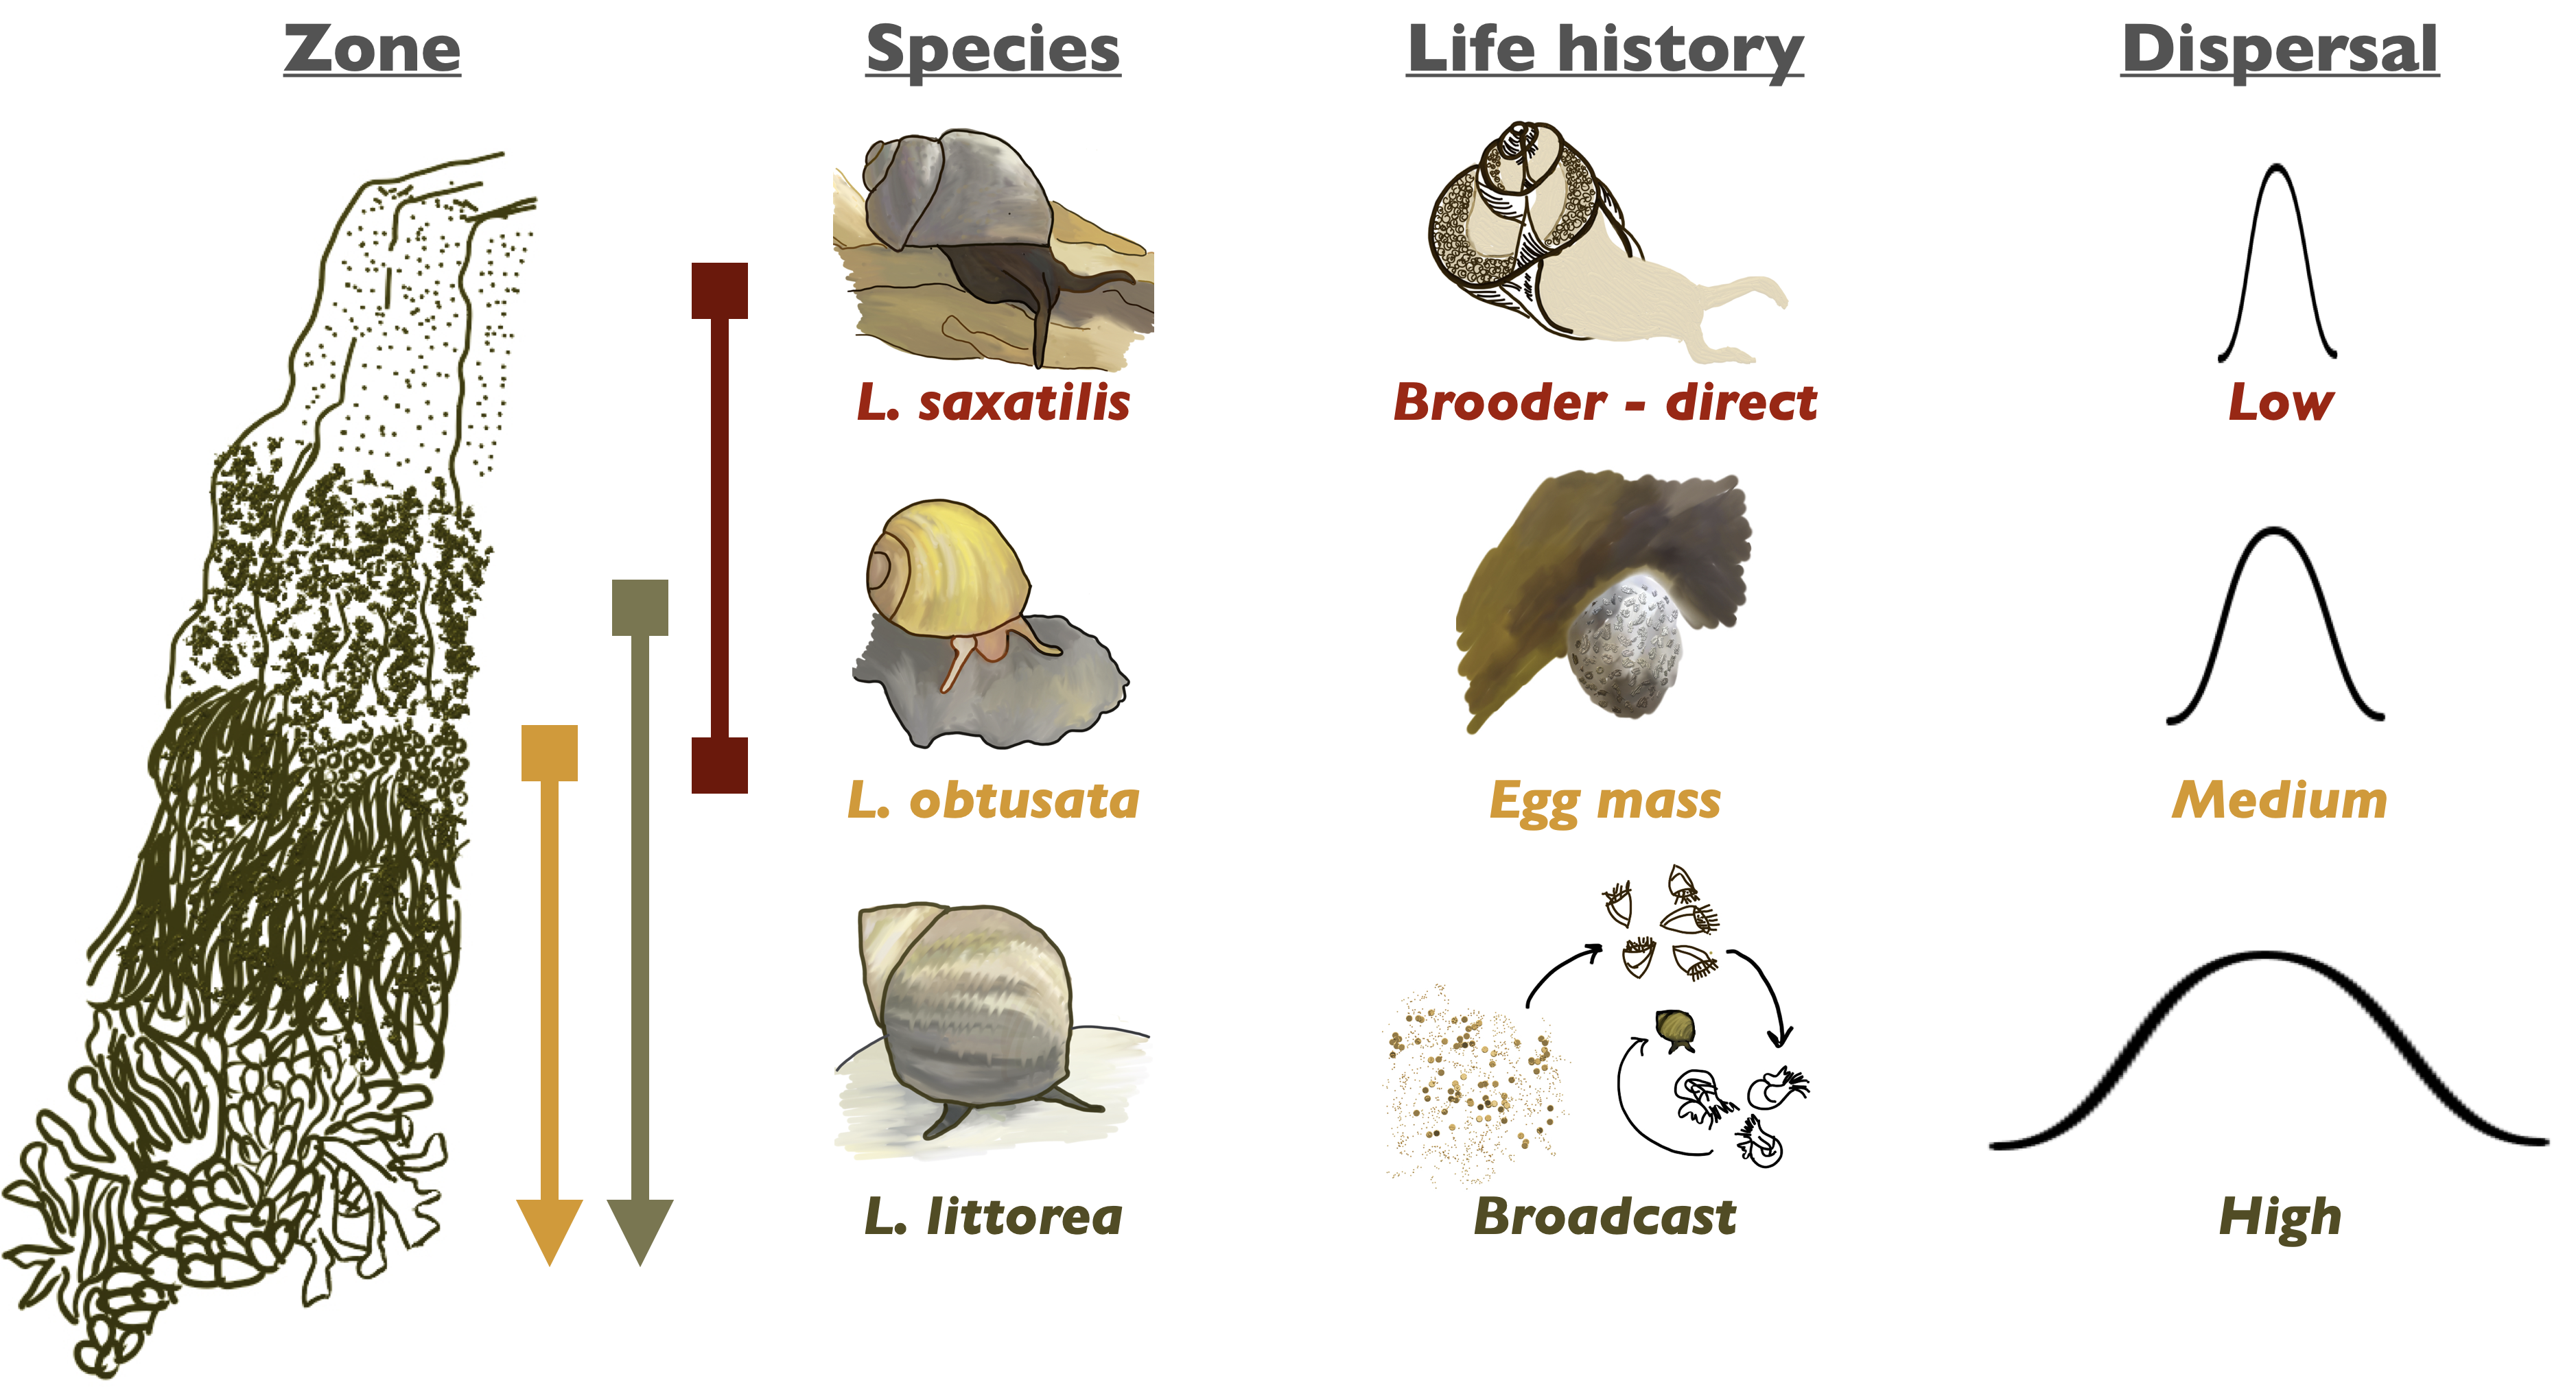 Zone Species Life history Dispersal
L. saxatilis Brooder - direct Low
L. obtusata Egg mass Medium
L. littorea Broadcast High